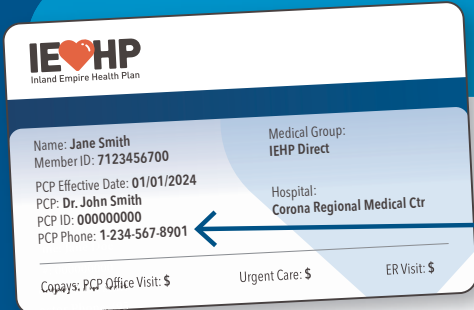 IEHP
Inland Empire Health Plan
Name: Jane Smith
Member ID: 7123456700
PCP Effective Date: 01/01/2024
PCP: Dr. John Smith
PCP ID: 000000000
PCP Phone: 1-234-567-8901
Medical Group:
IEHP Direct
Hospital:
Corona Regional Medical Ctr
Copays: PCP Office Visit: $ Urgent Care: $ ER Visit: $